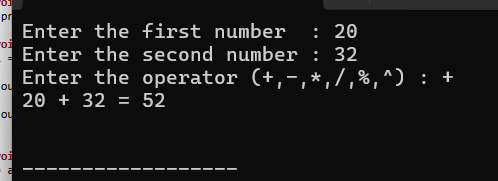 Enter the first number  : 20
Enter the second number : 32
Enter the operator (+,-,*,/,%,^) : +
20 + 32 = 52
------------------